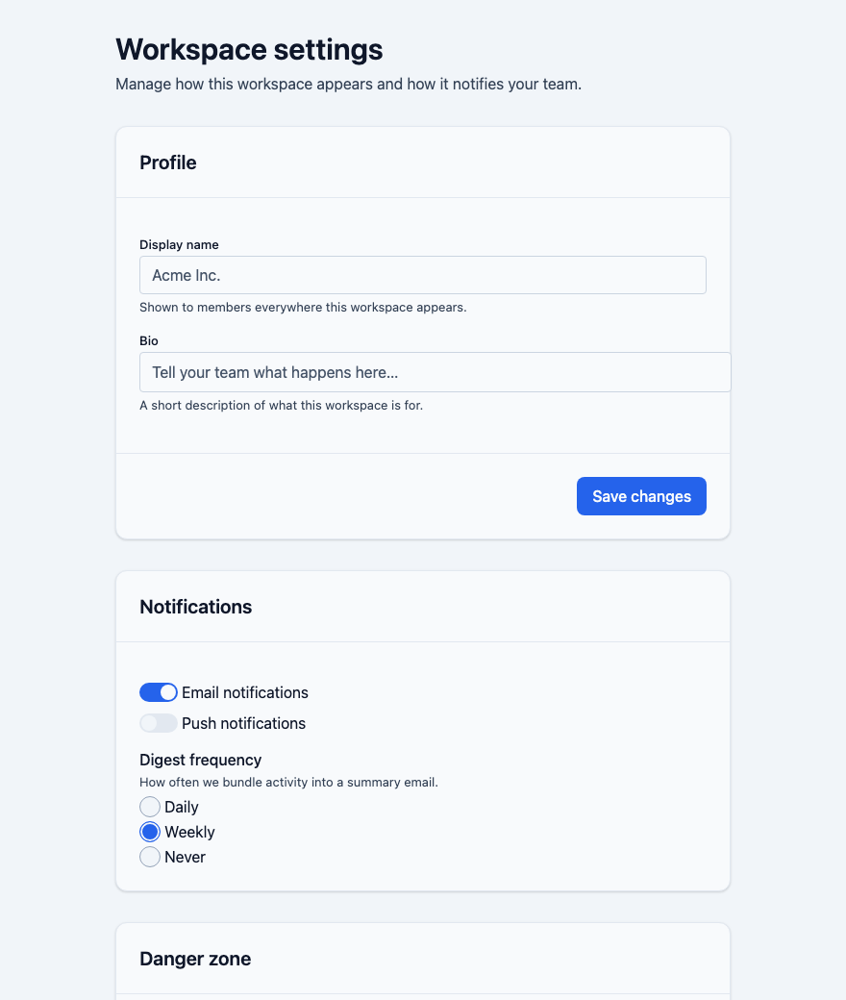 Workspace settings
Manage how this workspace appears and how it notifies your team.
Profile
Display name
Acme Inc.
Shown to members everywhere this workspace appears.
Bio
Tell your team what happens here...
A short description of what this workspace is for.
Save changes
Notifications
Email notifications
Push notifications
Digest frequency
How often we bundle activity into a summary email.
Daily
Weekly
Never
Danger zone